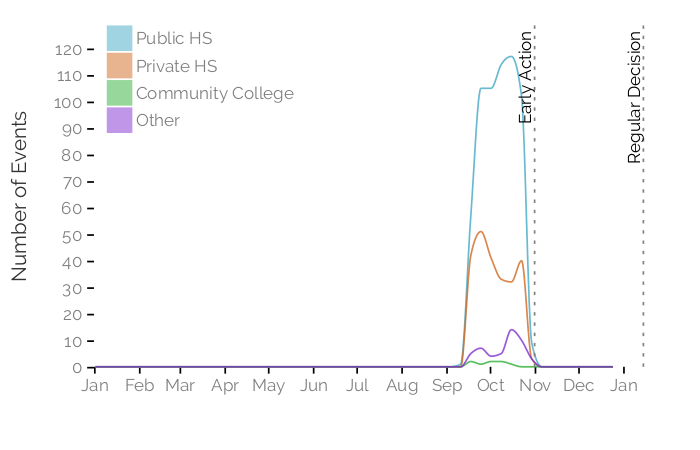 Public HS
Private HS
Community College
Other
Early Action
Regular Decision
Number of Events
120
110
100
90
80
70
60
50
40
30
20
10
0
Jan Feb Mar Apr May Jun Jul Aug Sep Oct Nov Dec Jan